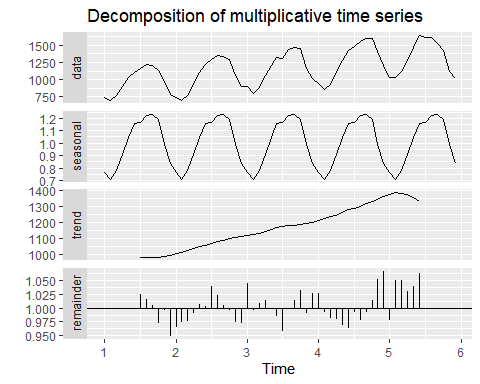 Decomposition of multiplicative time series
data
1500
1250
1000
750
seasonal
1.2
1.1
1.0
0.9
0.8
0.7
trend
1400
1300
1200
1100
1000
remainder
1.050
1.025
1.000
0.975
0.950
1 2 3 4 5 6
Time